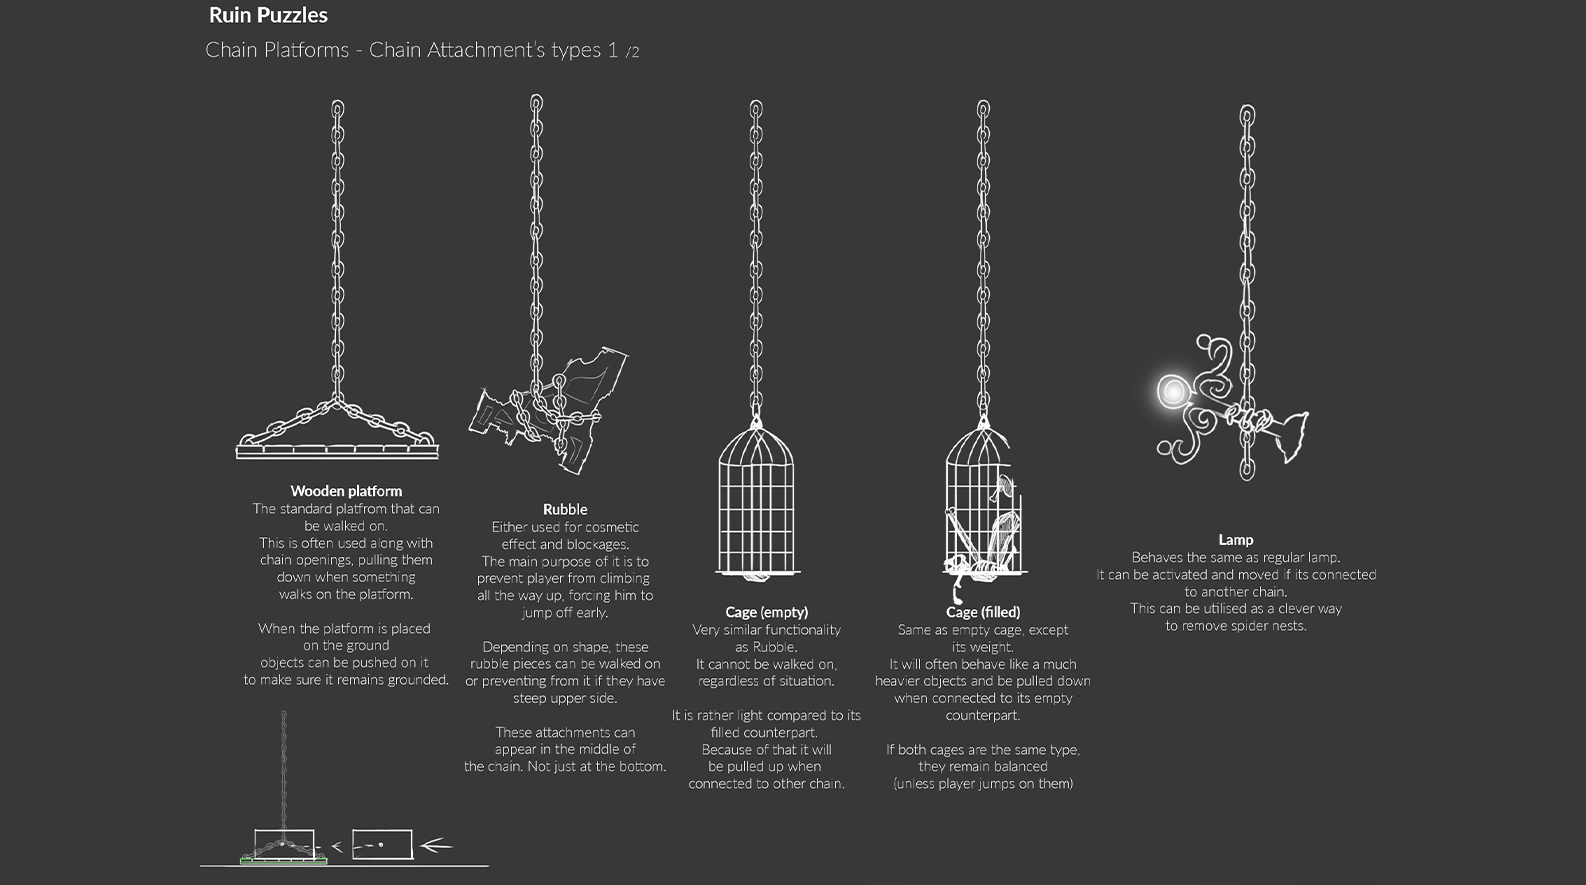 Ruin Puzzles
Chain Platforms - Chain Attachment's types 1 /2
Wooden platform
The standard platfrom that can
be walked on.
This is often used along with
chain openings, pulling them
down when something
walks on the platform.
When the platform is placed
on the ground
objects can be pushed on it
to make sure it remains grounded.
Rubble
Either used for cosmetic
effect and blockages.
The main purpose of it is to
prevent player from climbing
all the way up, forcing him to
jump off early.
Depending on shape, these
rubble pieces can be walked on
or preventing from it if they have
steep upper side.
These attachments can
appear in the middle of
the chain. Not just at the bottom.
Cage (empty)
Very similar functionality
as Rubble.
It cannot be walked on,
regardless of situation.
It is rather light compared to its
filled counterpart.
Because of that it will
be pulled up when
connected to other chain.
Cage (filled)
Same as empty cage, except
its weight.
It will often behave like a much
heavier objects and be pulled down
when connected to its empty
counterpart.
If both cages are the same type,
they remain balanced
(unless player jumps on them)
Lamp
Behaves the same as regular lamp.
It can be activated and moved if its connected
to another chain.
This can be utilised as a clever way
to remove spider nests.